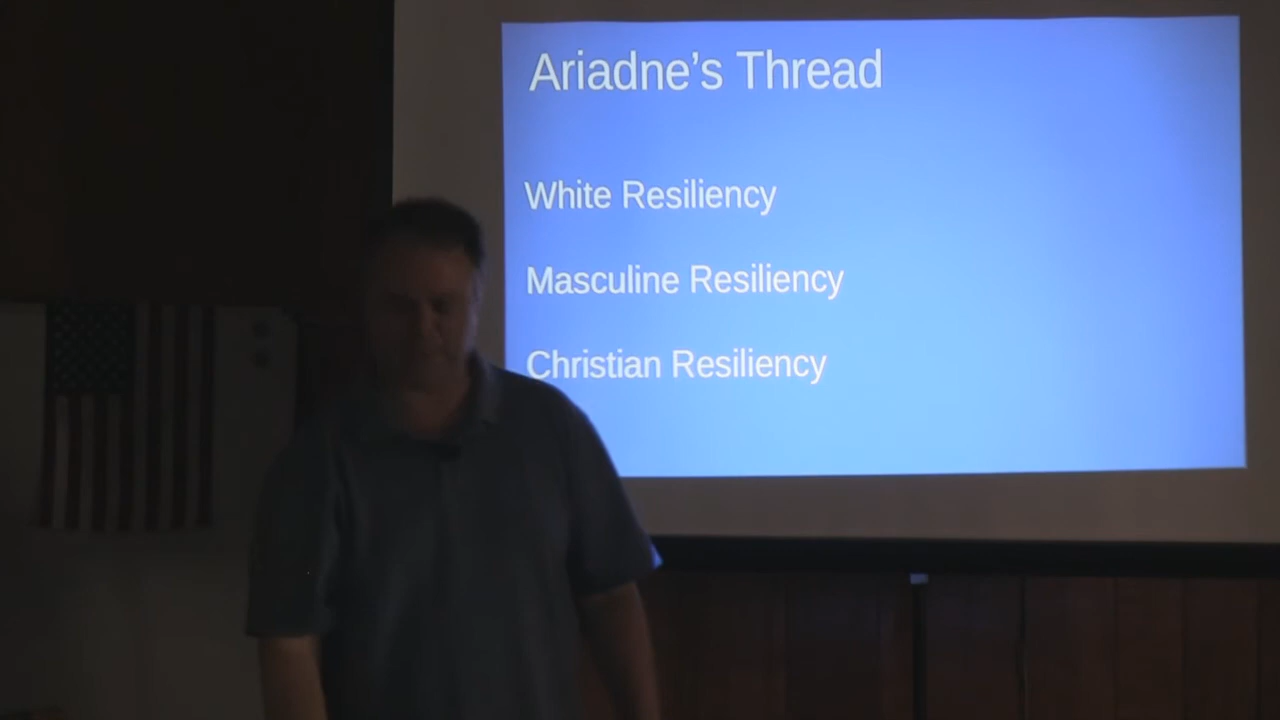 Ariadne’s Thread
White Resiliency
Masculine Resiliency
Christian Resiliency